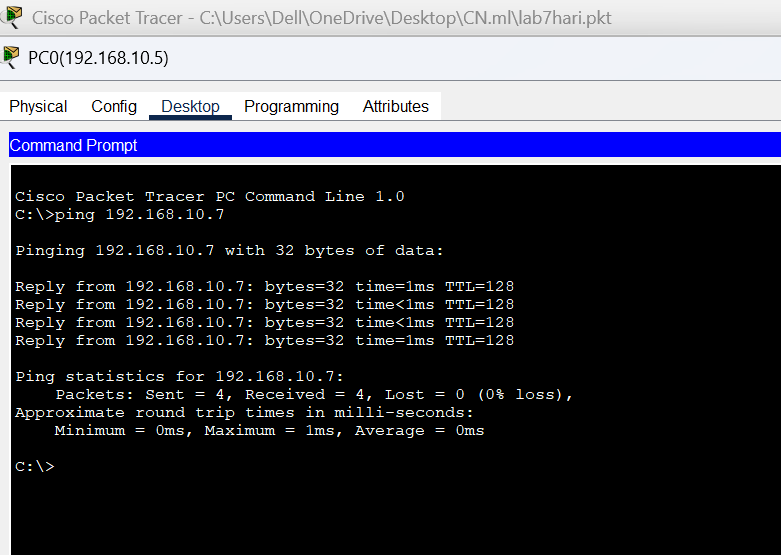 Cisco Packet Tracer - C:\Users\Dell\OneDrive\Desktop\CN.ml\lab7hari.pkt
PC0(192.168.10.5)
Physical Config Desktop Programming Attributes
Command Prompt
Cisco Packet Tracer PC Command Line 1.0
C:\>ping 192.168.10.7
Pinging 192.168.10.7 with 32 bytes of data:
Reply from 192.168.10.7: bytes=32 time=1ms TTL=128
Reply from 192.168.10.7: bytes=32 time<1ms TTL=128
Reply from 192.168.10.7: bytes=32 time<1ms TTL=128
Reply from 192.168.10.7: bytes=32 time=1ms TTL=128
Ping statistics for 192.168.10.7:
    Packets: Sent = 4, Received = 4, Lost = 0 (0% loss),
Approximate round trip times in milli-seconds:
    Minimum = 0ms, Maximum = 1ms, Average = 0ms
C:\>